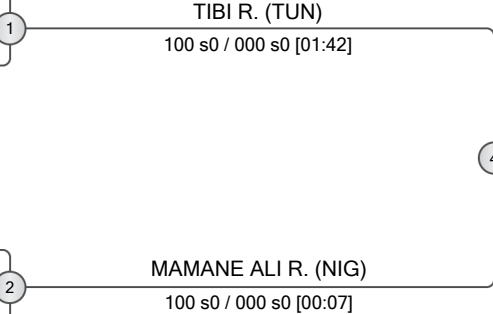 TIBI R. (TUN)
1
100 s0 / 000 s0 [01:42]
4
MAMANE ALI R. (NIG)
2
100 s0 / 000 s0 [00:07]